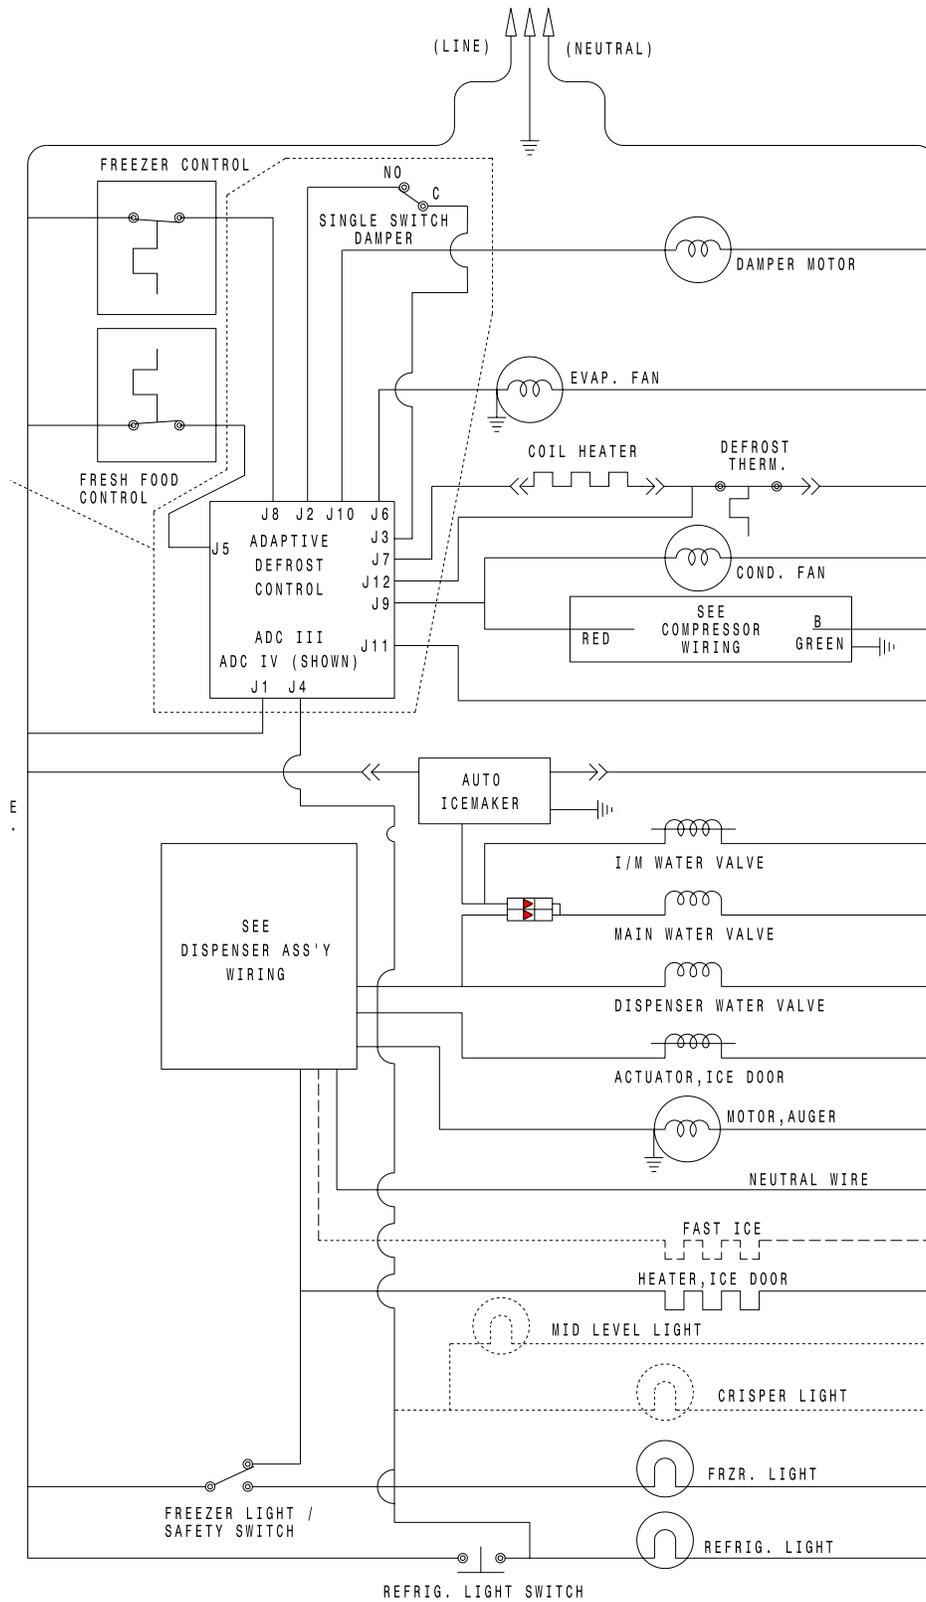 (LINE)
(NEUTRAL)
FREEZER CONTROL
NO
C
SINGLE SWITCH
DAMPER
DAMPER MOTOR
EVAP. FAN
COIL HEATER
DEFROST
THERM.
FRESH FOOD
CONTROL
J8 J2 J10 J6
J3
J5
ADAPTIVE
DEFROST
CONTROL
J7
J12
J9
COND. FAN
SEE
COMPRESSOR
WIRING
RED
B
GREEN
ADC III
ADC IV (SHOWN)
J11
J1 J4
AUTO
ICEMAKER
E
.
I/M WATER VALVE
MAIN WATER VALVE
SEE
DISPENSER ASS'Y
WIRING
DISPENSER WATER VALVE
ACTUATOR,ICE DOOR
MOTOR,AUGER
NEUTRAL WIRE
FAST ICE
HEATER,ICE DOOR
MID LEVEL LIGHT
CRISPER LIGHT
FRZR. LIGHT
FREEZER LIGHT /
SAFETY SWITCH
REFRIG. LIGHT
REFRIG. LIGHT SWITCH